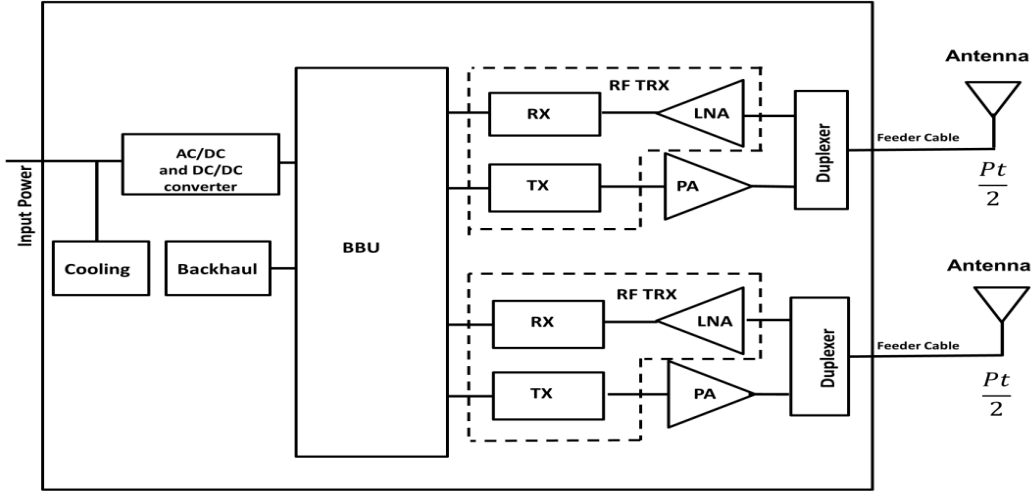 Antenna
RF TRX
RX
LNA
Duplexer
Feeder Cable
AC/DC
and DC/DC
converter
Input Power
TX
PA
Pt
2
Cooling
Backhaul
BBU
Antenna
RF TRX
RX
LNA
Duplexer
Feeder Cable
TX
PA
Pt
2